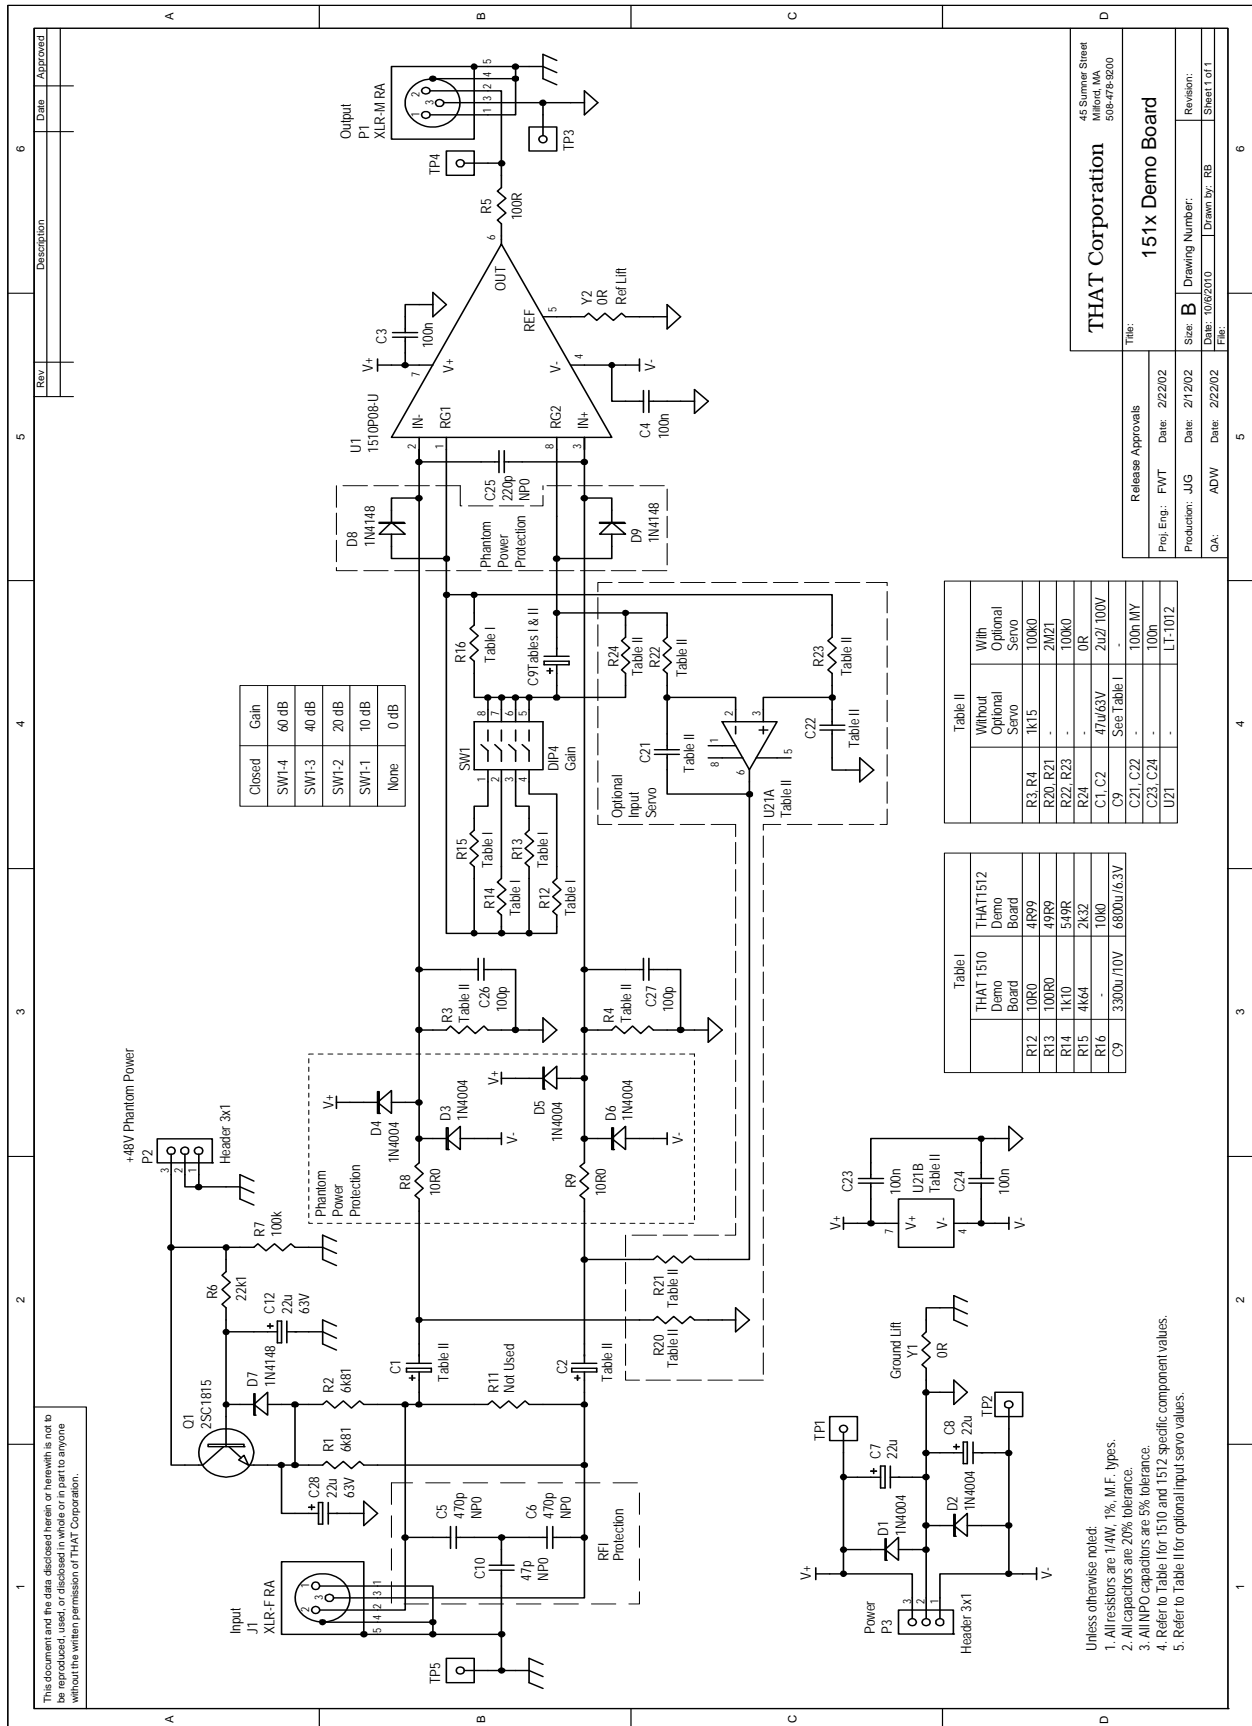 This document and the data disclosed herein or herewith is not to
be reproduced, used, or disclosed in whole or in part to anyone
without the written permission of THAT Corporation.
Rev
Description
Date
Approved
1
2
3
4
5
6
A
B
C
D
Input
J1
XLR-F RA
TP5
RFI
Protection
C5
470p
NP0
C6
470p
NP0
C10
47p
NP0
C28
22u
63V
Q1
2SC1815
D7
1N4148
R1
6k81
R2
6k81
R6
22k1
C12
22u
63V
R7
100k
+48V Phantom Power
P2
Header 3x1
R11
Not Used
C1
Table II
C2
Table II
R20
Table II
R21
Table II
Phantom
Power
Protection
R8
10R0
R9
10R0
D4
1N4004
D3
1N4004
D5
1N4004
D6
1N4004
V+
V-
V+
V-
R3
Table II
C26
100p
R4
Table II
C27
100p
R15
Table I
R14
Table I
R13
Table I
R12
Table I
SW1
DIP4
Gain
R16
Table I
C9 Tables I & II
R24
Table II
R22
Table II
C21
Table II
R23
Table II
C22
Table II
U21A
Table II
Optional
Input
Servo
Closed Gain
SW1-4 60 dB
SW1-3 40 dB
SW1-2 20 dB
SW1-1 10 dB
None 0 dB
D8
1N4148
Phantom
Power
Protection
D9
1N4148
C25
220p
NP0
U1
1510P08-U
IN-
RG1
RG2
IN+
V+
V-
REF
OUT
V+
C3
100n
V-
C4
100n
Y2
0R
Ref Lift
R5
100R
TP4
TP3
Output
P1
XLR-M RA
Power
P3
Header 3x1
V+
V-
D1
1N4004
D2
1N4004
C7
22u
C8
22u
TP1
TP2
Ground Lift
Y1
0R
V+
C23
100n
U21B
Table II
V+
V-
C24
100n
V-
Table I
THAT 1510 Demo Board THAT1512 Demo Board
R12 10R0 4R99
R13 100R0 49R9
R14 1k10 549R
R15 4k64 2k32
R16 - 10k0
C9 3300u /10V 6800u /6.3V
Table II
Without Optional Servo With Optional Servo
R3, R4 1k15 100k0
R20, R21 - 2M21
R22, R23 - 100k0
R24 - 0R
C1, C2 47u/63V 2u2/ 100V
C9 See Table I -
C21, C22 - 100n MY
C23, C24 - 100n
U21 - LT-1012
Unless otherwise noted:
1. All resistors are 1/4W, 1%, M.F. types.
2. All capacitors are 20% tolerance.
3. All NPO capacitors are 5% tolerance.
4. Refer to Table I for 1510 and 1512 specific component values.
5. Refer to Table II for optional input servo values.
Release Approvals
Proj. Eng.: FWT Date: 2/22/02
Production: JJG Date: 2/12/02
QA: ADW Date: 2/22/02
THAT Corporation
45 Sumner Street
Milford, MA
508-478-9200
Title:
151x Demo Board
Size: B
Drawing Number:
Revision:
Date: 10/6/2010
Drawn by: RB
Sheet 1 of 1
File: